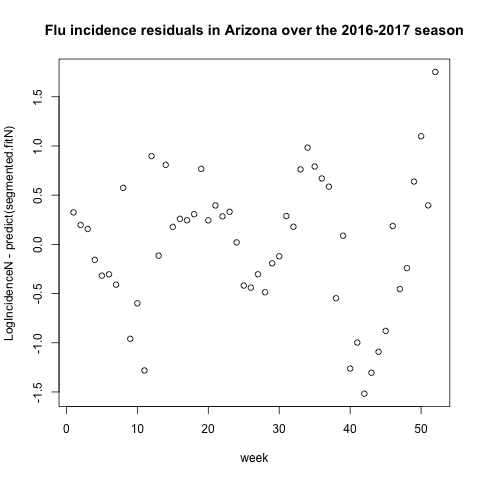 Flu incidence residuals in Arizona over the 2016-2017 season
LogIncidenceN - predict(segmented.fitN)
1.5
1.0
0.5
0.0
-0.5
-1.0
-1.5
0 10 20 30 40 50
week